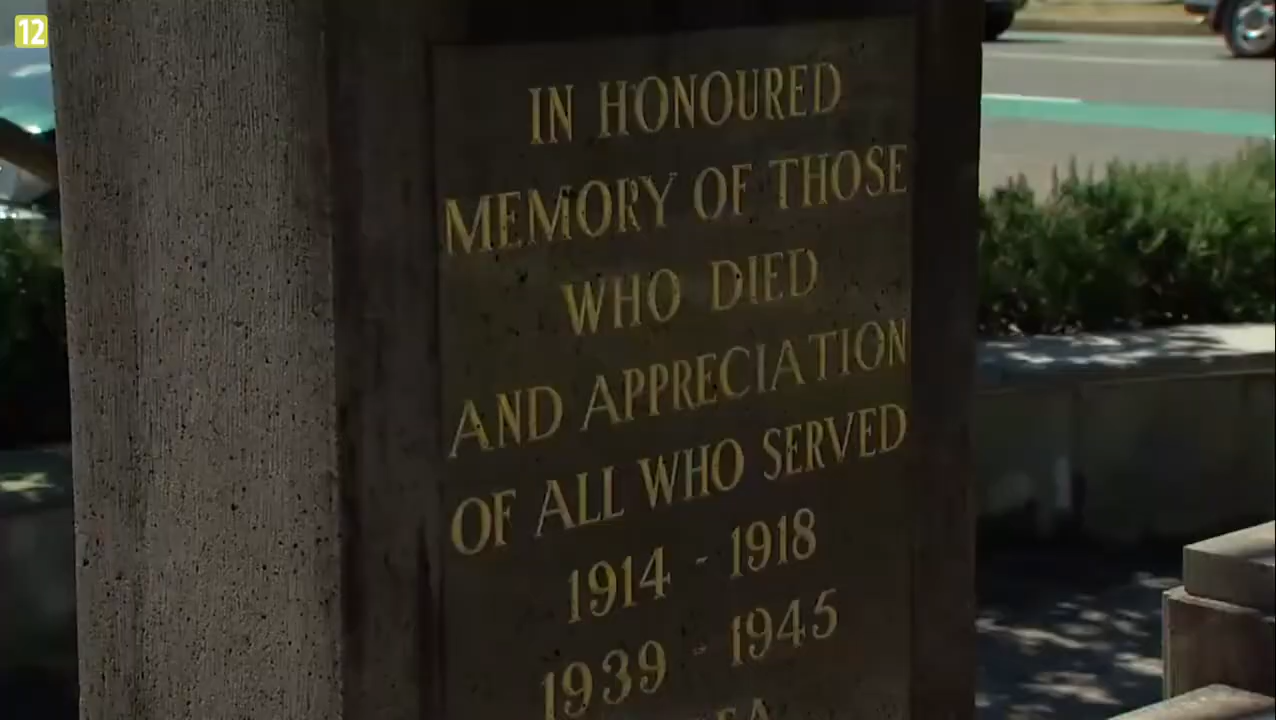 12
IN HONOURED
MEMORY OF THOSE
WHO DIED
AND APPRECIATION
OF ALL WHO SERVED
1914 - 1918
1939 - 1945